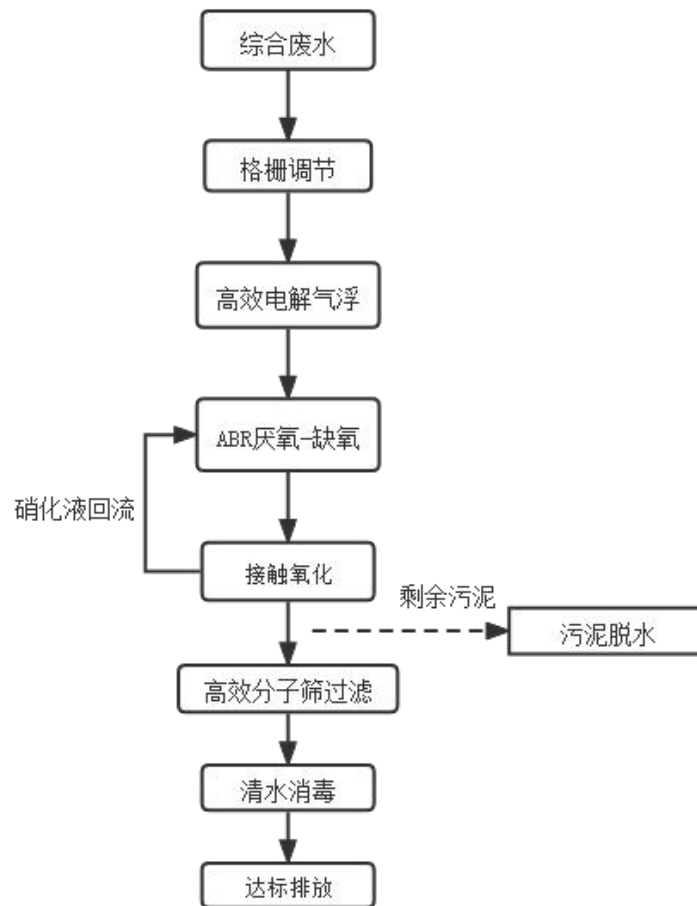 综合废水
格栅调节
高效电解气浮
ABR厌氧-缺氧
硝化液回流
接触氧化
剩余污泥
污泥脱水
高效分子筛过滤
清水消毒
达标排放